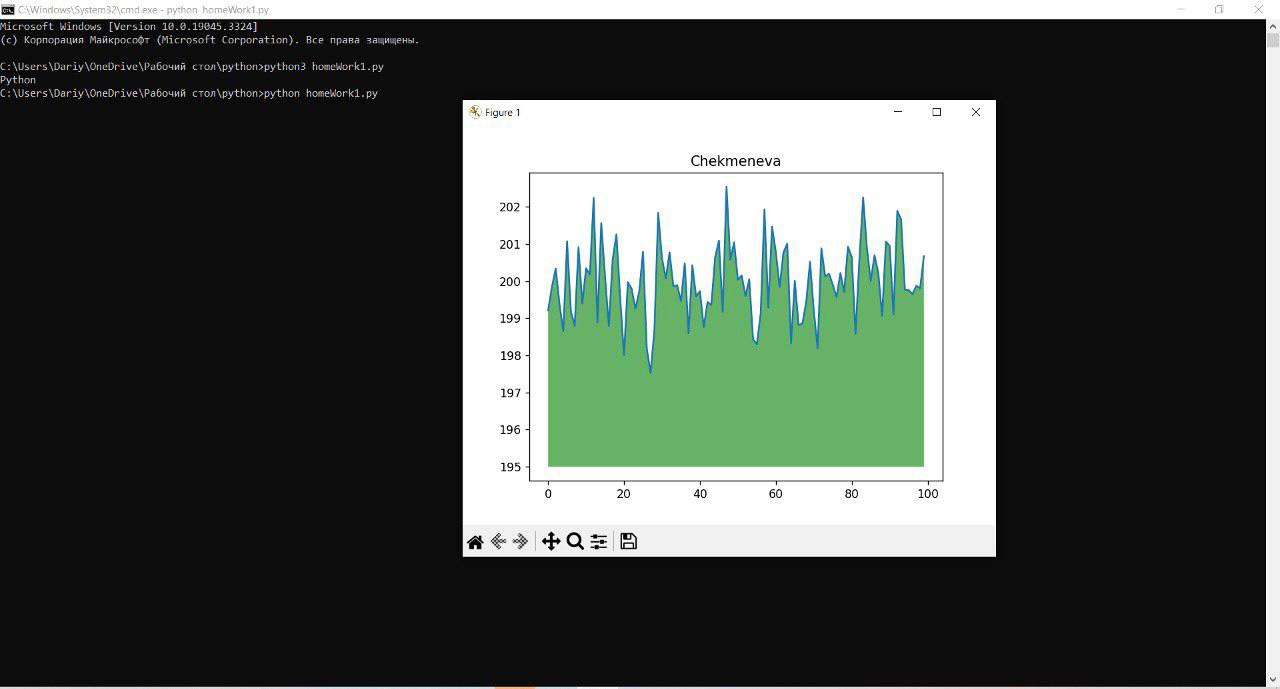 C:\Windows\System32\cmd.exe - python homeWork1.py
Microsoft Windows [Version 10.0.19045.3324]
(c) Корпорация Майкрософт (Microsoft Corporation). Все права защищены.
C:\Users\Dariy\OneDrive\Рабочий стол\python>python3 homeWork1.py
Python
C:\Users\Dariy\OneDrive\Рабочий стол\python>python homeWork1.py
Figure 1
Chekmeneva
202
201
200
199
198
197
196
195
0 20 40 60 80 100